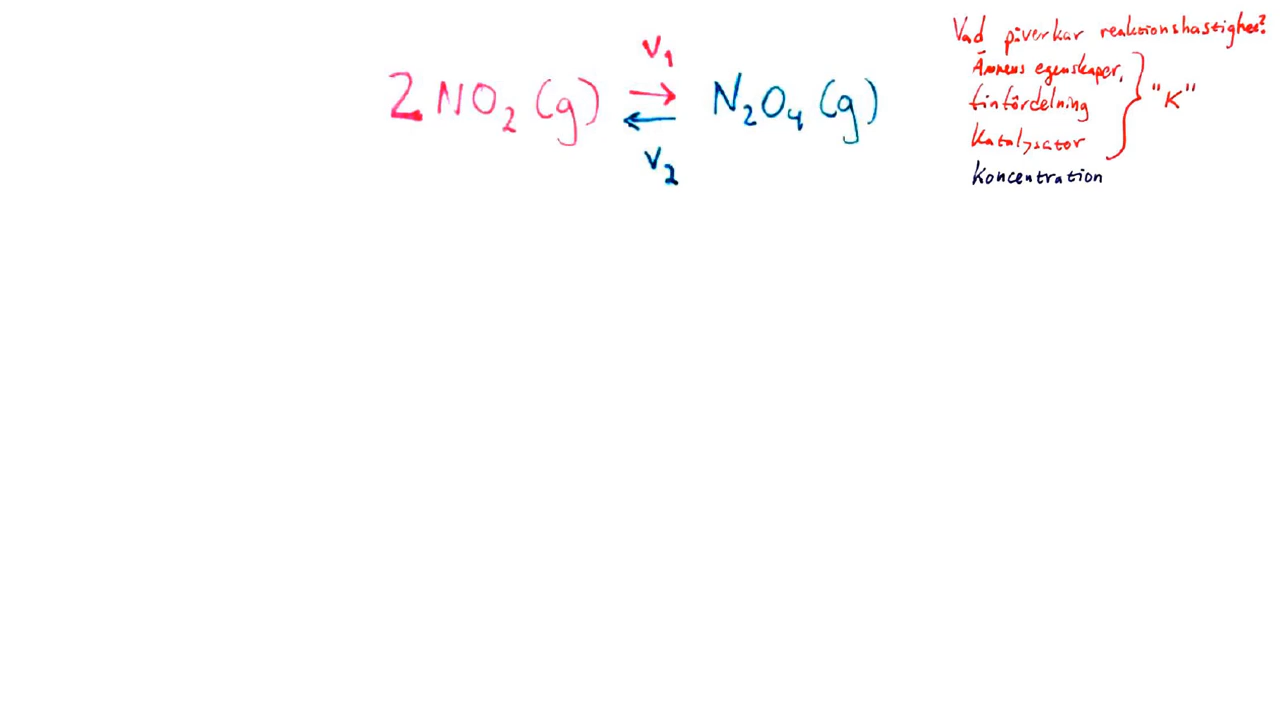 Vad påverkar reaktionshastighet?
Ämnens egenskaper,
finfördelning
Katalysator
"K"
Koncentration
v₁
2 NO₂ (g) → ← N₂O₄ (g)
v₂